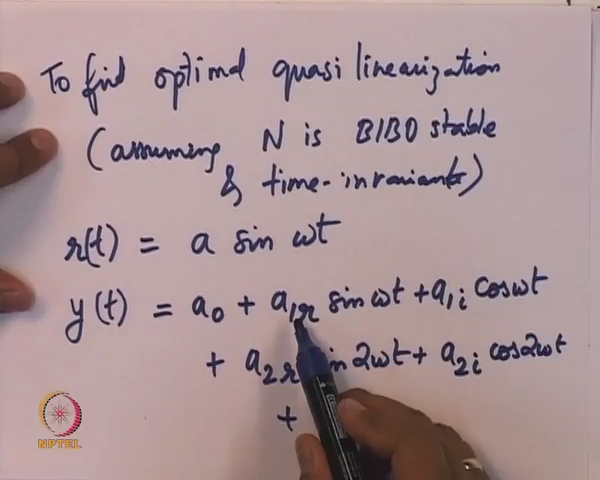 To find optimal quasi linearization
(assuming N is BIBO stable
& time-invariant)
r(t) = a sin ωt
y(t) = a₀ + a₁ᵣ sin ωt + a₁ᵢ cos ωt
+ a₂ᵣ sin 2ωt + a₂ᵢ cos 2ωt
+
NPTEL